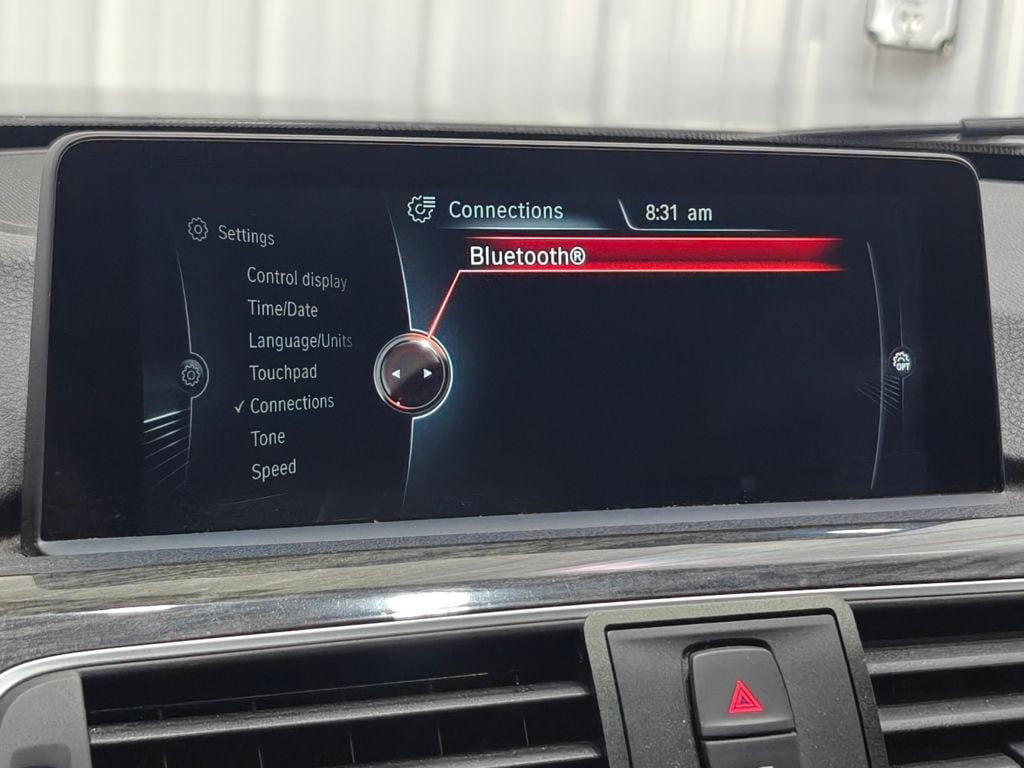 Settings
Control display
Time/Date
Language/Units
Touchpad
✓ Connections
Tone
Speed
Connections
8:31 am
Bluetooth®
OPT